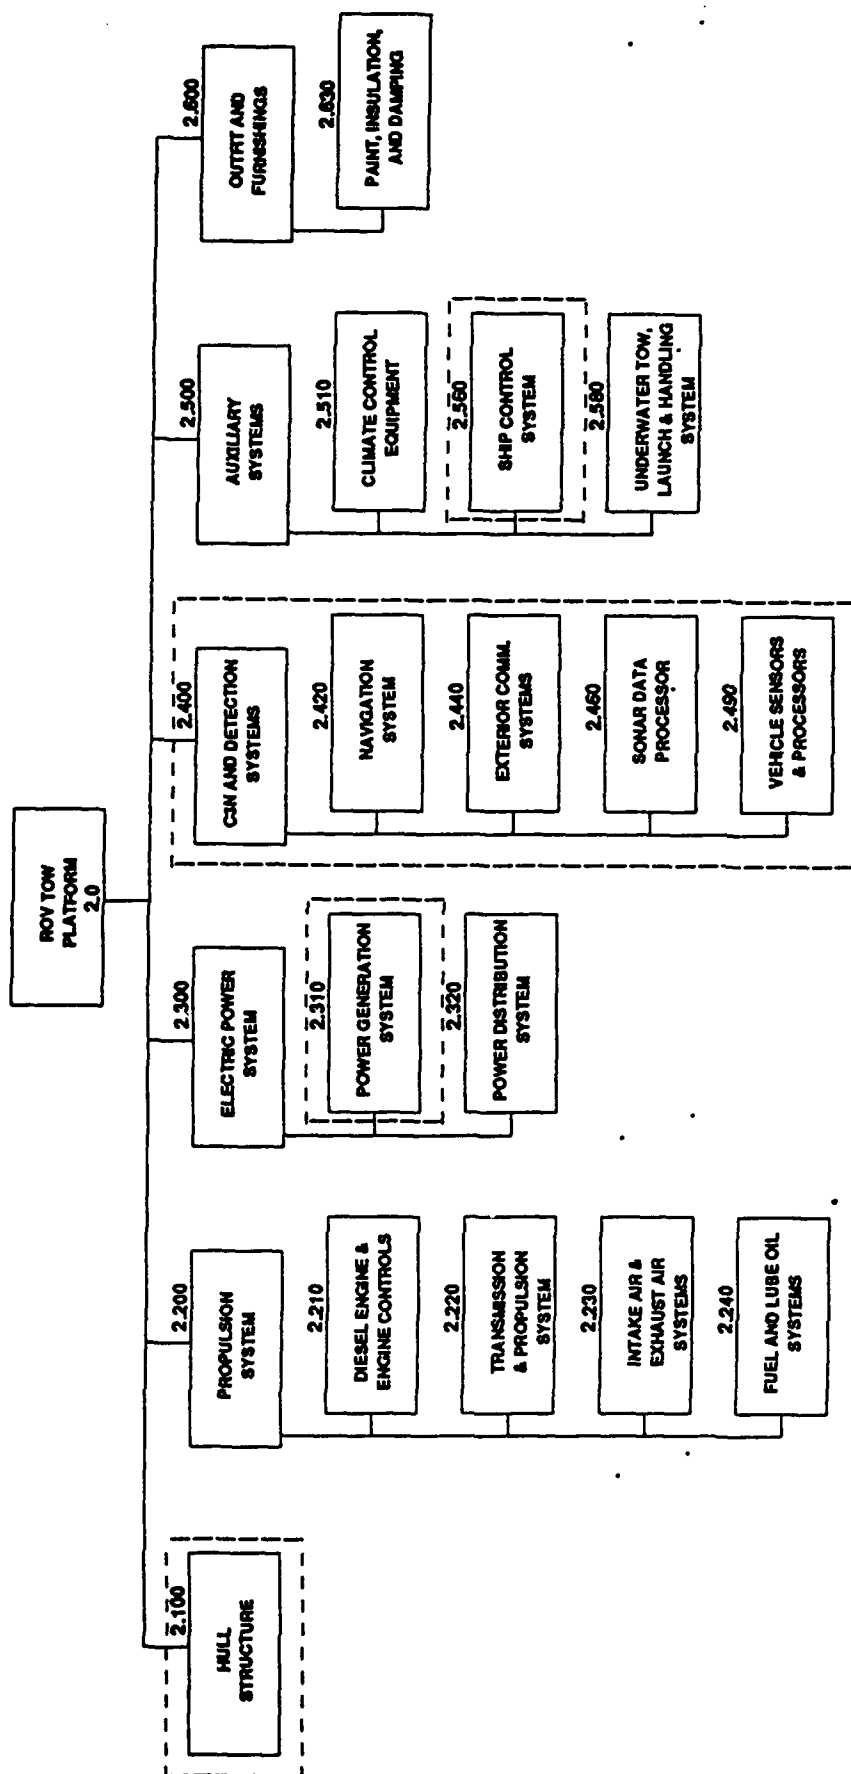 ROV TOW
PLATFORM
2.0
2.100
HULL
STRUCTURE
2.200
PROPULSION
SYSTEM
2.210
DIESEL ENGINE &
ENGINE CONTROLS
2.220
TRANSMISSION
& PROPULSION
SYSTEM
2.230
INTAKE AIR &
EXHAUST AIR
SYSTEMS
2.240
FUEL AND LUBE OIL
SYSTEMS
2.300
ELECTRIC POWER
SYSTEM
2.310
POWER GENERATION
SYSTEM
2.320
POWER DISTRIBUTION
SYSTEM
2.400
C3N AND DETECTION
SYSTEMS
2.420
NAVIGATION
SYSTEM
2.440
EXTERIOR COMM.
SYSTEMS
2.460
SONAR DATA
PROCESSOR
2.490
VEHICLE SENSORS
& PROCESSORS
2.500
AUXILIARY
SYSTEMS
2.510
CLIMATE CONTROL
EQUIPMENT
2.560
SHIP CONTROL
SYSTEM
2.580
UNDERWATER TOW,
LAUNCH & HANDLING
SYSTEM
2.600
OUTFIT AND
FURNISHINGS
2.630
PAINT, INSULATION,
AND DAMPING